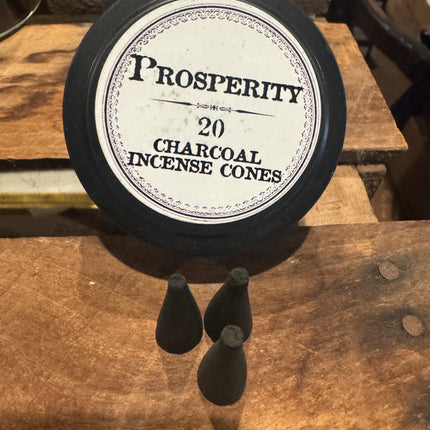 PROSPERITY
20
CHARCOAL
INCENSE CONES